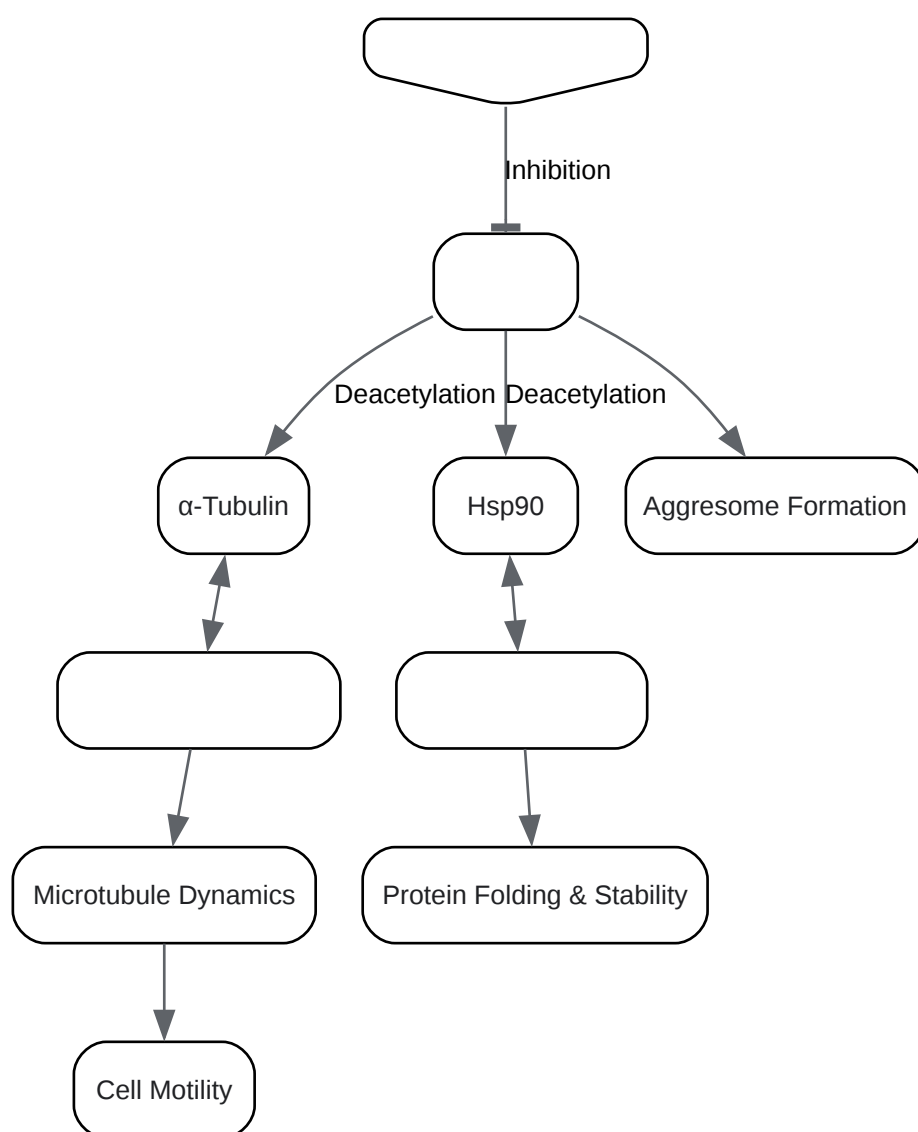 Inhibition
Deacetylation
Deacetylation
α-Tubulin
Hsp90
Aggresome Formation
Microtubule Dynamics
Protein Folding & Stability
Cell Motility